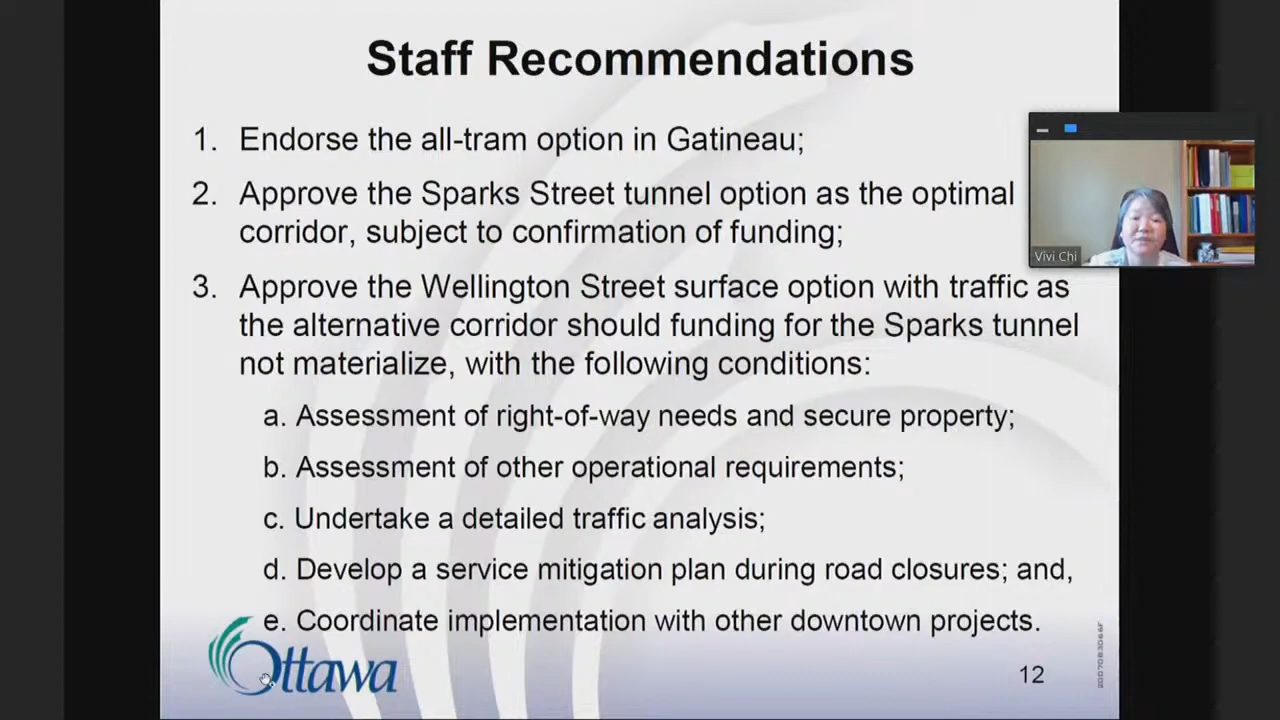 Staff Recommendations
1. Endorse the all-tram option in Gatineau;
2. Approve the Sparks Street tunnel option as the optimal
corridor, subject to confirmation of funding;
Vivi Chi
3. Approve the Wellington Street surface option with traffic as
the alternative corridor should funding for the Sparks tunnel
not materialize, with the following conditions:
a. Assessment of right-of-way needs and secure property;
b. Assessment of other operational requirements;
c. Undertake a detailed traffic analysis;
d. Develop a service mitigation plan during road closures; and,
e. Coordinate implementation with other downtown projects.
Ottawa
12